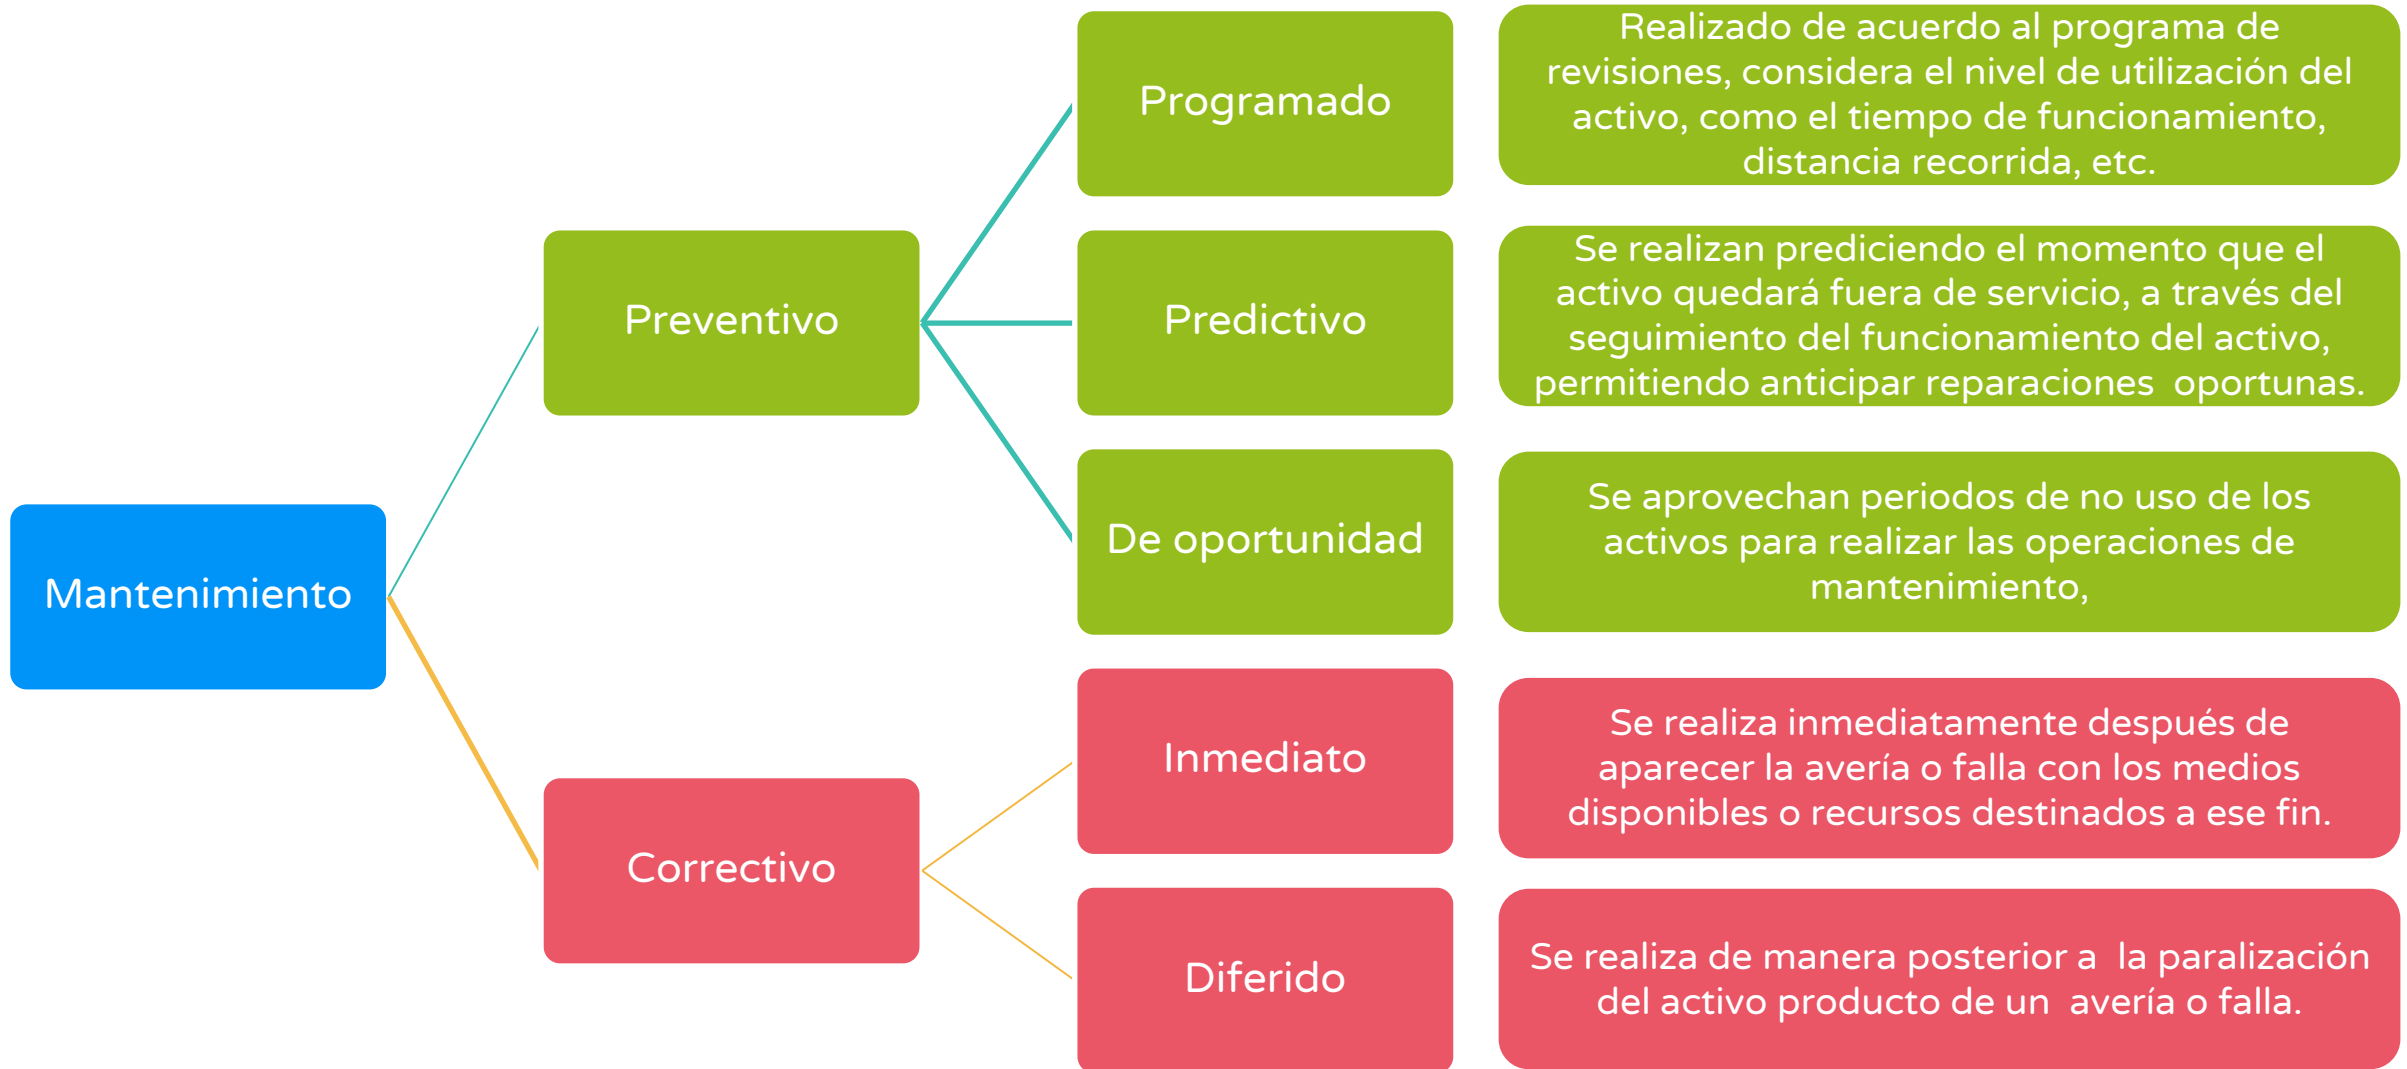 Mantenimiento
Preventivo
Programado
Realizado de acuerdo al programa de
revisiones, considera el nivel de utilización del
activo, como el tiempo de funcionamiento,
distancia recorrida, etc.
Predictivo
Se realizan prediciendo el momento que el
activo quedará fuera de servicio, a través del
seguimiento del funcionamiento del activo,
permitiendo anticipar reparaciones  oportunas.
De oportunidad
Se aprovechan periodos de no uso de los
activos para realizar las operaciones de
mantenimiento,
Correctivo
Inmediato
Se realiza inmediatamente después de
aparecer la avería o falla con los medios
disponibles o recursos destinados a ese fin.
Diferido
Se realiza de manera posterior a  la paralización
del activo producto de un  avería o falla.